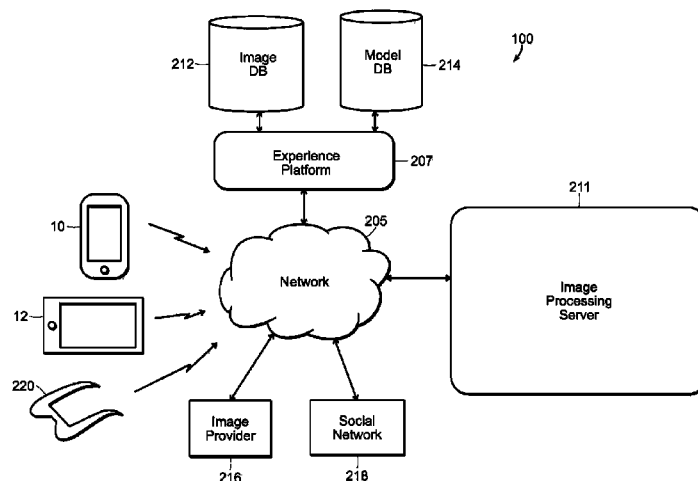 Image
DB
212
Model
DB
214
100
Experience
Platform
207
211
10
205
Network
Image
Processing
Server
12
220
Image
Provider
216
Social
Network
218